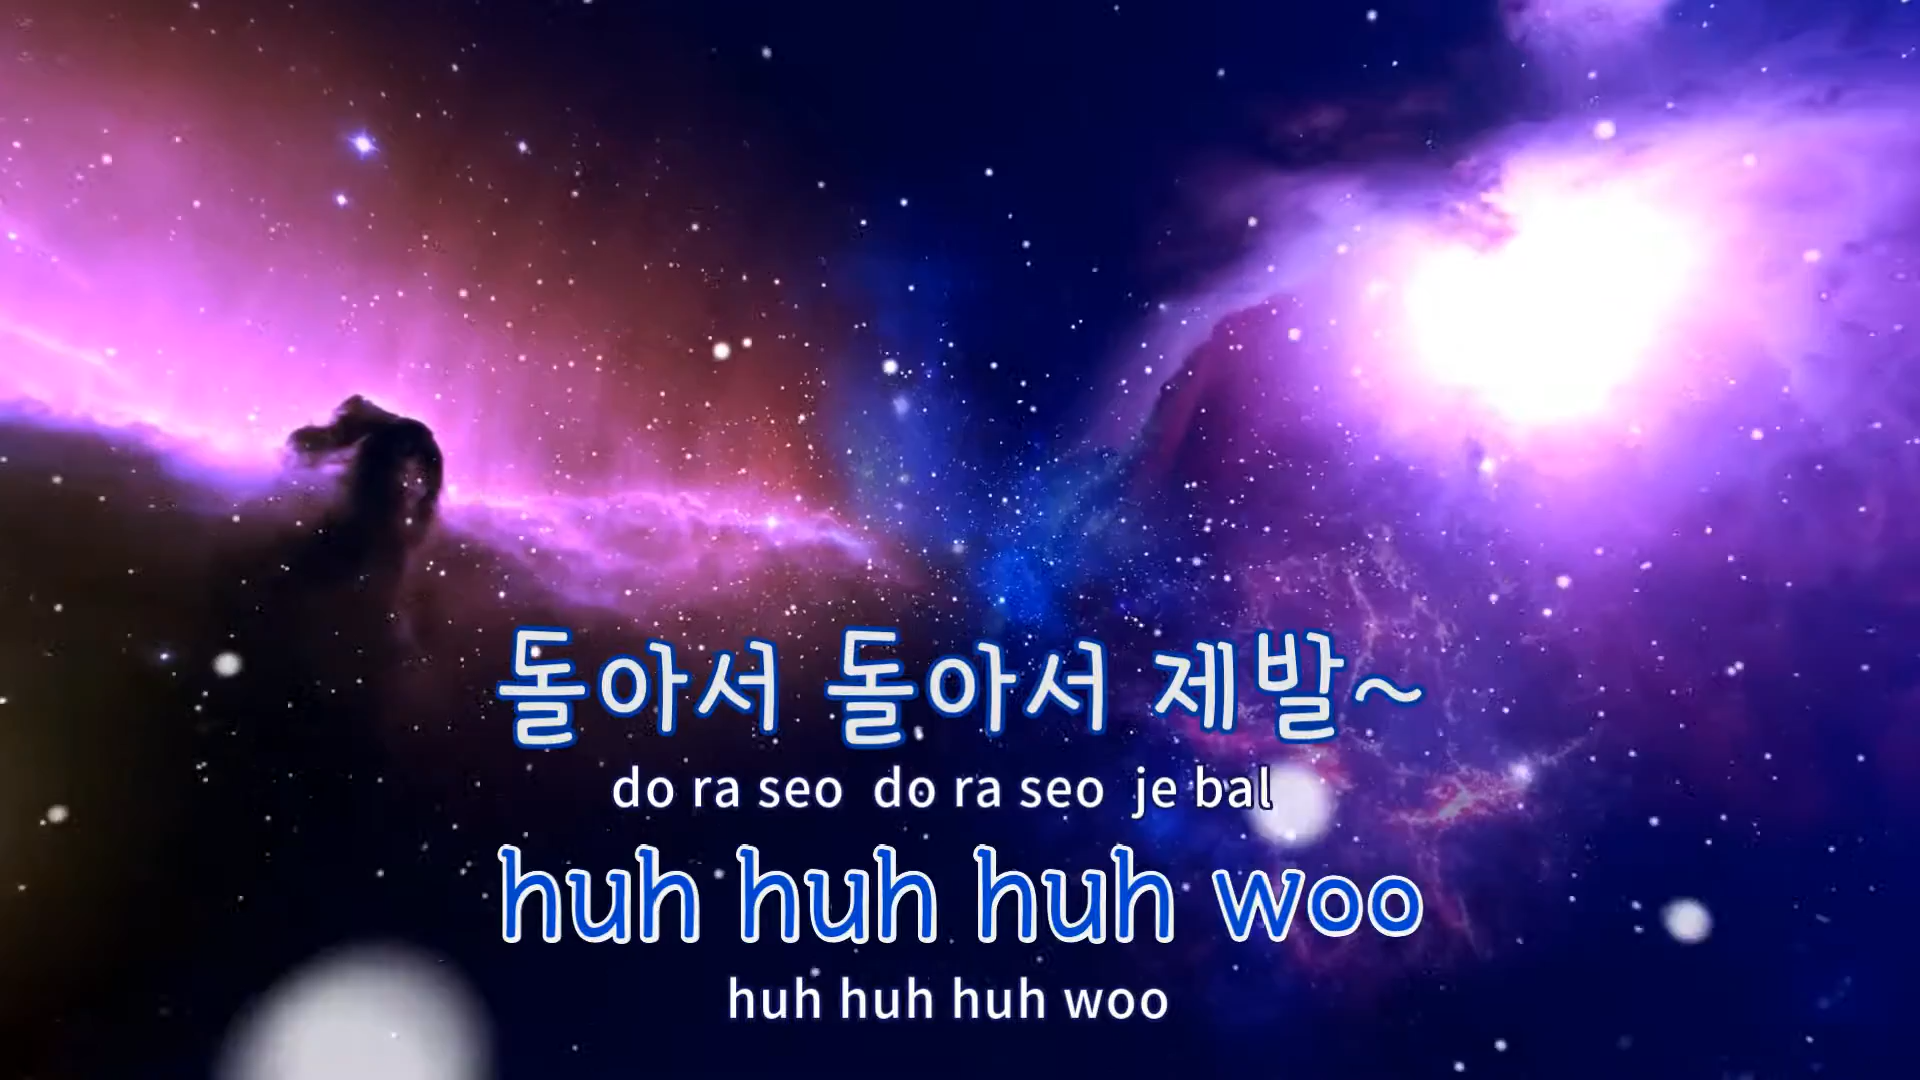 돌아서 돌아서 제발~
do ra seo do ra seo je bal
huh huh huh woo
huh huh huh woo